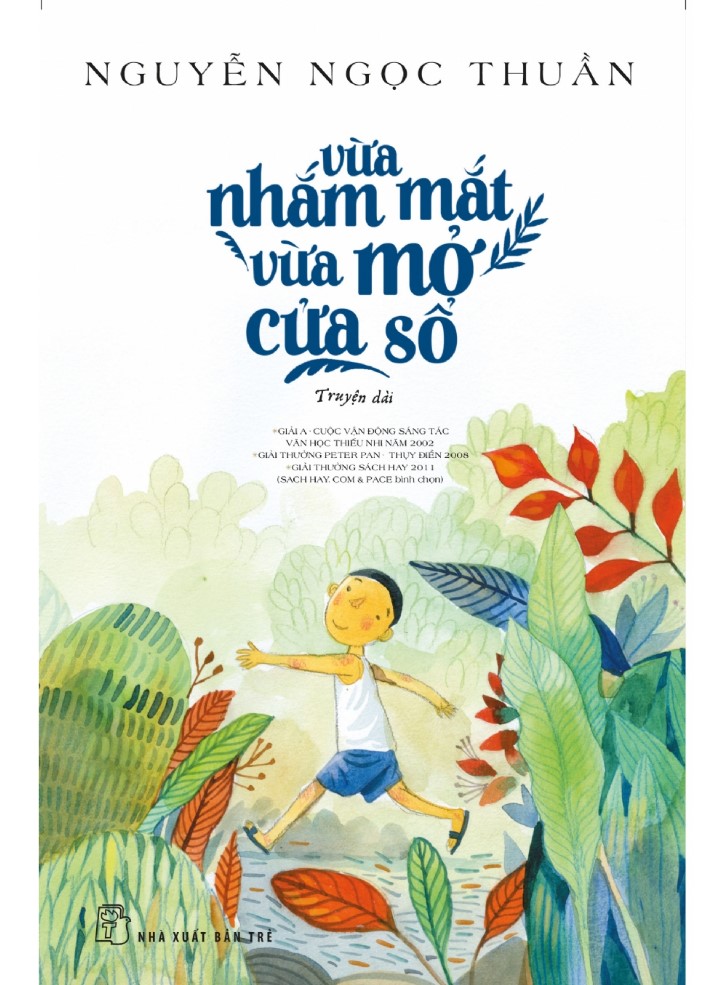 NGUYỄN NGỌC THUẦN
vừa
nhắm mắt
vừa mở
cửa sổ
Truyện dài
*GIẢI A - CUỘC VẬN ĐỘNG SÁNG TÁC
VĂN HỌC THIẾU NHI NĂM 2002
*GIẢI THƯỞNG PETER PAN - THỤY ĐIỂN 2008
*GIẢI THƯỞNG SÁCH HAY 2011
(SACH HAY. COM & PACE bình chọn)
NHÀ XUẤT BẢN TRẺ